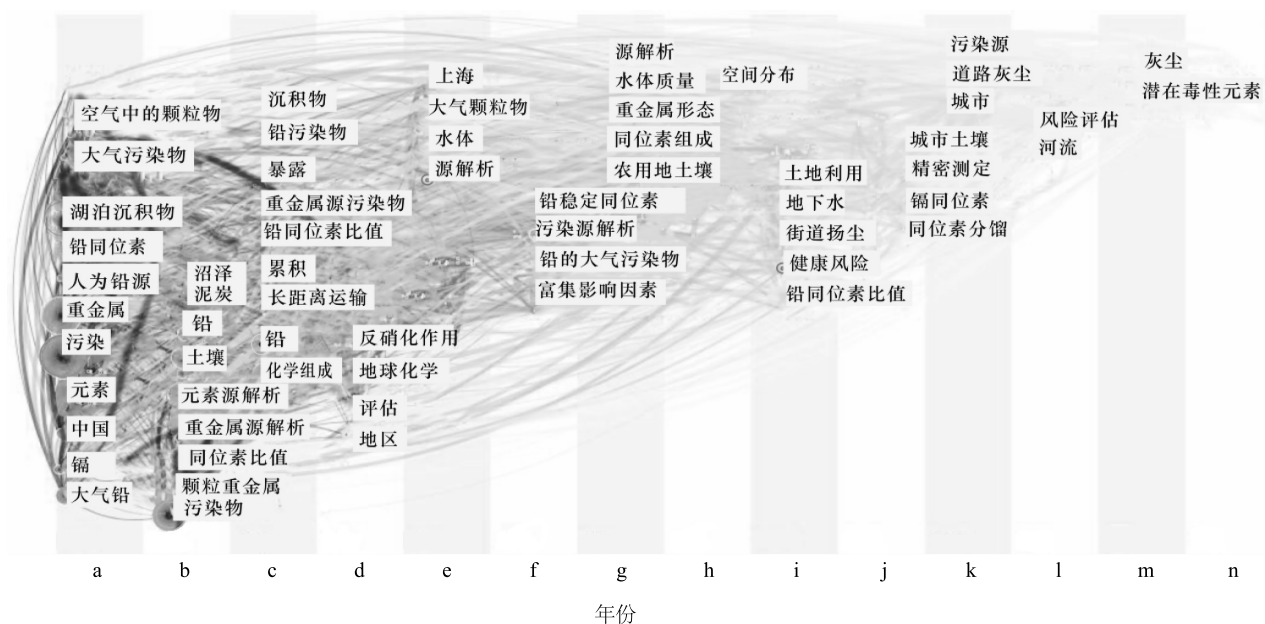 空气中的颗粒物
大气污染物
湖泊沉积物
铅同位素
人为铅源
重金属
污染
元素
中国
镉
大气铅
沼泽
泥炭
铅
土壤
元素源解析
重金属源解析
同位素比值
颗粒重金属
污染物
沉积物
铅污染物
暴露
重金属源污染物
铅同位素比值
累积
长距离运输
铅
化学组成
反硝化作用
地球化学
评估
地区
上海
大气颗粒物
水体
源解析
铅稳定同位素
污染源解析
铅的大气污染物
富集影响因素
源解析
水体质量
重金属形态
同位素组成
农用地土壤
空间分布
土地利用
地下水
街道扬尘
健康风险
铅同位素比值
污染源
道路灰尘
城市
城市土壤
精密测定
镉同位素
同位素分馏
风险评估
河流
灰尘
潜在毒性元素
a b c d e f g h i j k l m n
年份